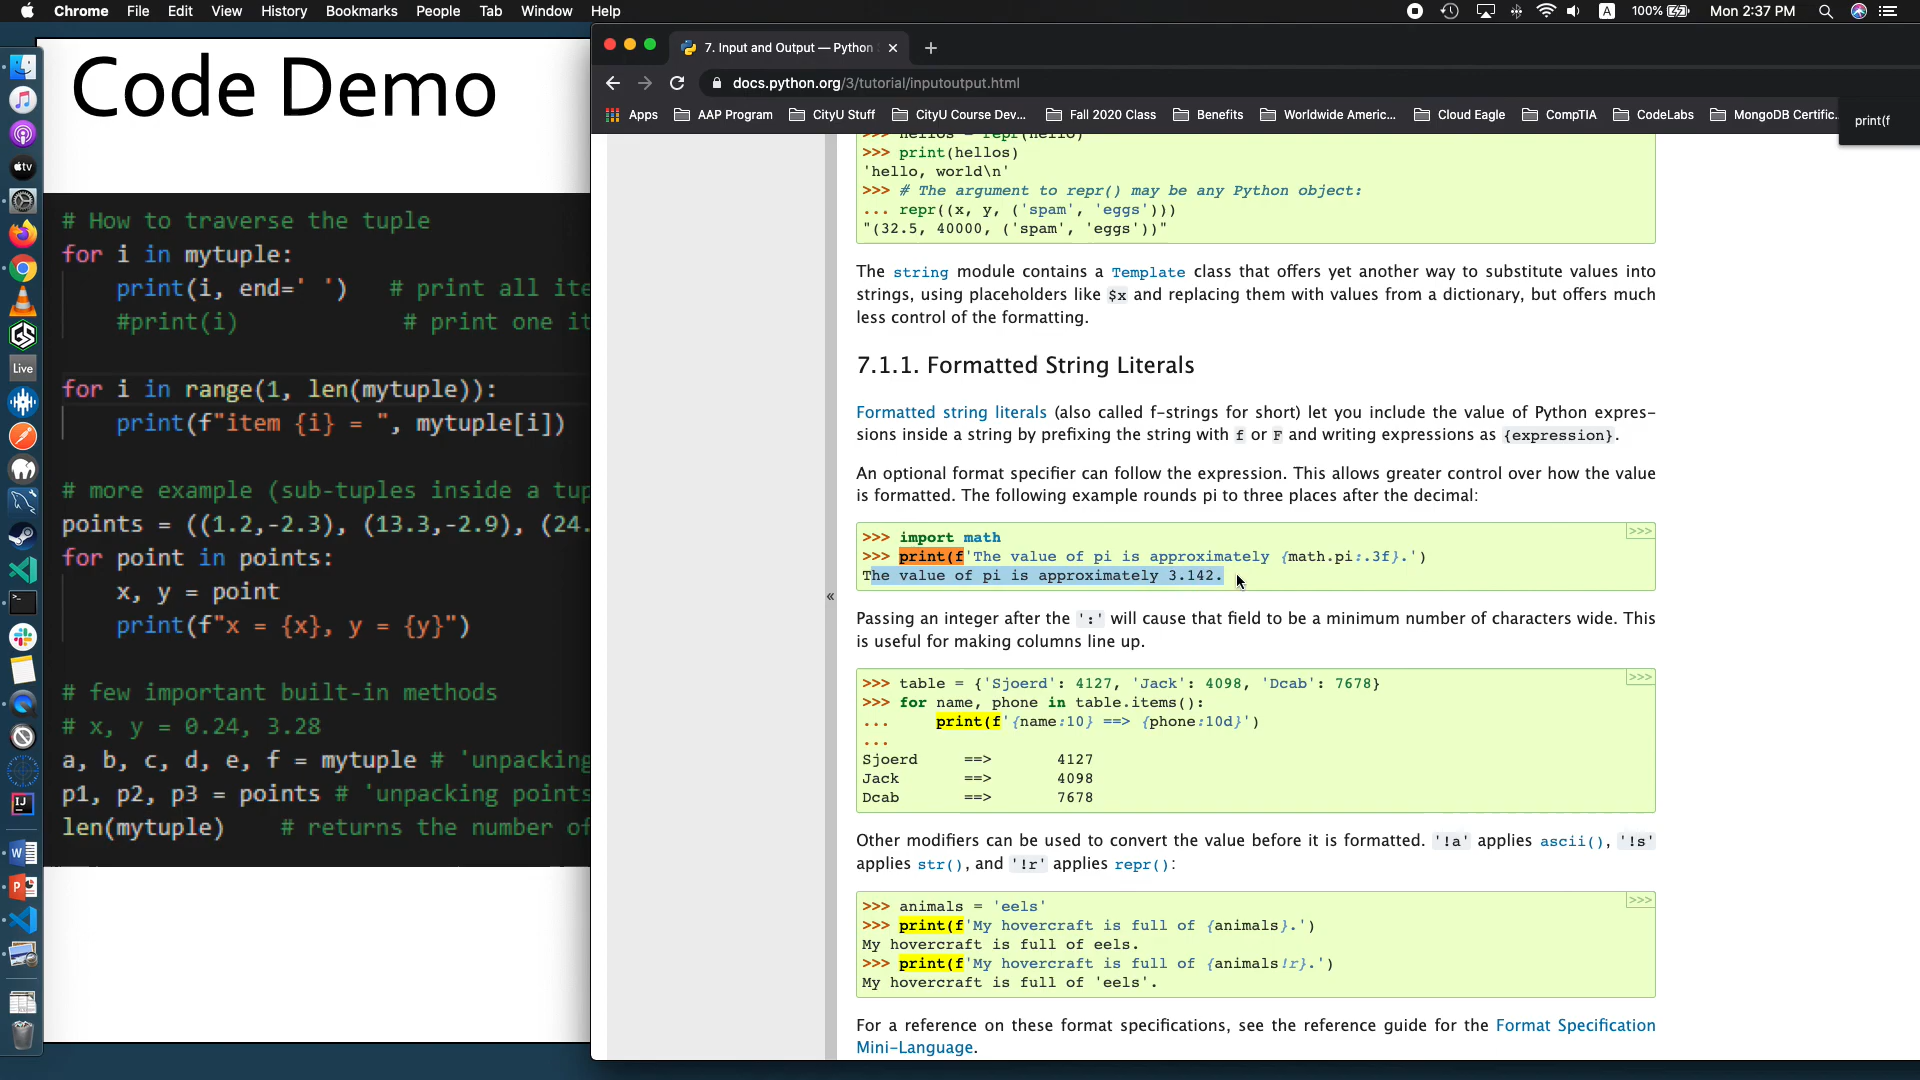 Chrome File Edit View History Bookmarks People Tab Window Help
A 100% Mon 2:37 PM
Code Demo
# How to traverse the tuple
for i in mytuple:
print(i, end=' ') # print all ite
#print(i) # print one it
for i in range(1, len(mytuple)):
print(f"item {i} = ", mytuple[i])
# more example (sub-tuples inside a tup
points = ((1.2,-2.3), (13.3,-2.9), (24.
for point in points:
x, y = point
print(f"x = {x}, y = {y}")
# few important built-in methods
# x, y = 0.24, 3.28
a, b, c, d, e, f = mytuple # 'unpacking
p1, p2, p3 = points # 'unpacking points
len(mytuple) # returns the number of
tv
Live
IJ
7. Input and Output — Python
docs.python.org/3/tutorial/inputoutput.html
Apps AAP Program CityU Stuff CityU Course Dev... Fall 2020 Class Benefits Worldwide Americ... Cloud Eagle CompTIA CodeLabs MongoDB Certific...
print(f
>>> hellos = repr(hello)
>>> print(hellos)
'hello, world\n'
>>> # The argument to repr() may be any Python object:
... repr((x, y, ('spam', 'eggs')))
"(32.5, 40000, ('spam', 'eggs'))"
The string module contains a Template class that offers yet another way to substitute values into
strings, using placeholders like $x and replacing them with values from a dictionary, but offers much
less control of the formatting.
7.1.1. Formatted String Literals
Formatted string literals (also called f-strings for short) let you include the value of Python expres-
sions inside a string by prefixing the string with f or F and writing expressions as {expression}.
An optional format specifier can follow the expression. This allows greater control over how the value
is formatted. The following example rounds pi to three places after the decimal:
>>>
>>> import math
>>> print(f'The value of pi is approximately {math.pi:.3f}.')
The value of pi is approximately 3.142.
«
Passing an integer after the ':' will cause that field to be a minimum number of characters wide. This
is useful for making columns line up.
>>>
>>> table = {'Sjoerd': 4127, 'Jack': 4098, 'Dcab': 7678}
>>> for name, phone in table.items():
... print(f'{name:10} ==> {phone:10d}')
...
Sjoerd ==> 4127
Jack ==> 4098
Dcab ==> 7678
Other modifiers can be used to convert the value before it is formatted. '!a' applies ascii(), '!s'
applies str(), and '!r' applies repr():
>>>
>>> animals = 'eels'
>>> print(f'My hovercraft is full of {animals}.')
My hovercraft is full of eels.
>>> print(f'My hovercraft is full of {animals!r}.')
My hovercraft is full of 'eels'.
For a reference on these format specifications, see the reference guide for the Format Specification
Mini-Language.